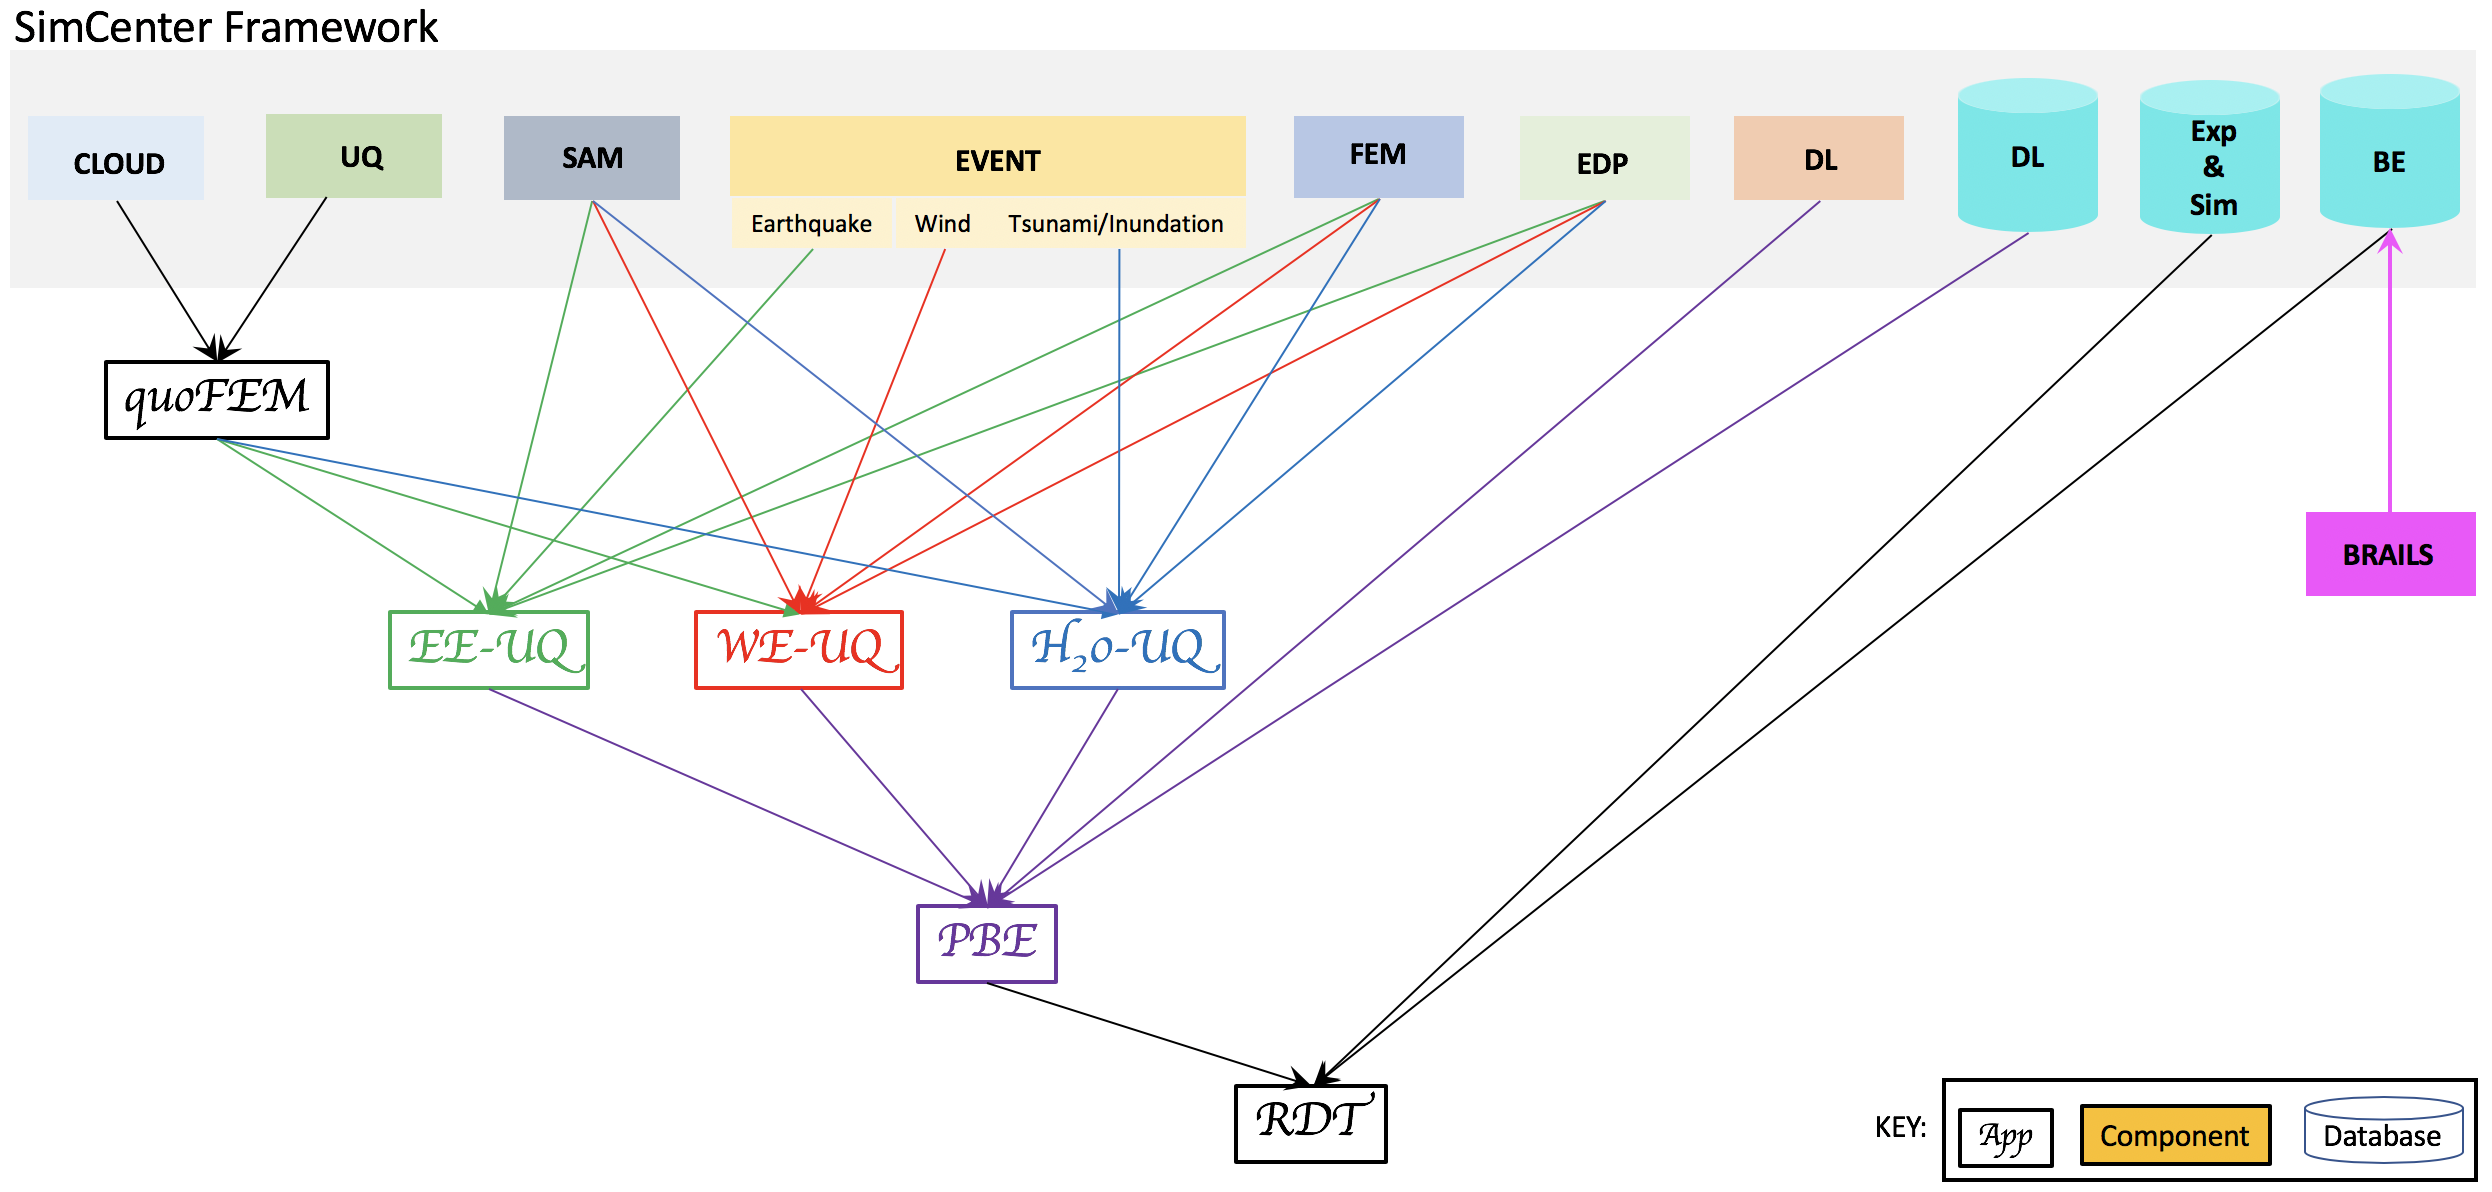 SimCenter Framework
CLOUD
UQ
SAM
EVENT
Earthquake
Wind
Tsunami/Inundation
FEM
EDP
DL
DL
Exp
&
Sim
BE
quoFEM
BRAILS
EE-UQ
WE-UQ
H₂o-UQ
PBE
RDT
KEY:
App
Component
Database